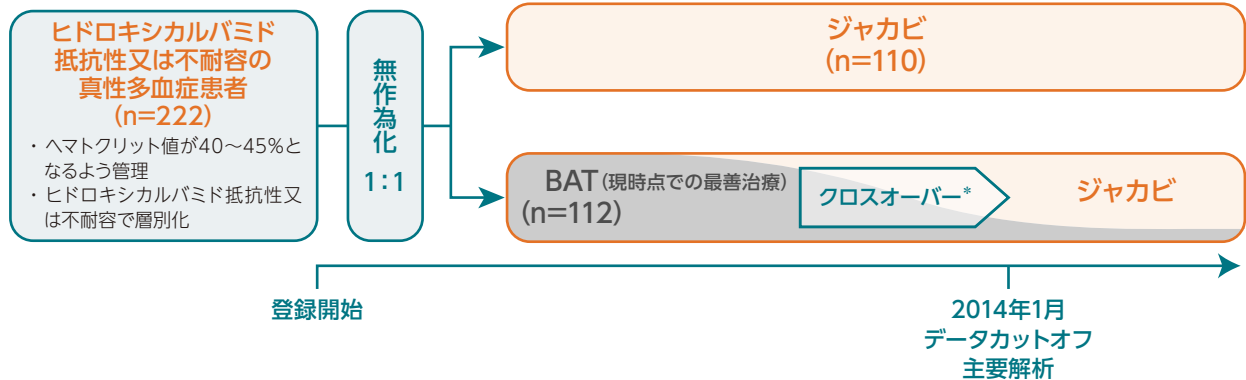 ヒドロキシカルバミド
抵抗性又は不耐容の
真性多血症患者
(n=222)
・ヘマトクリット値が40～45%と
なるよう管理
・ヒドロキシカルバミド抵抗性又
は不耐容で層別化
無作為化
1：1
ジャカビ
(n=110)
BAT(現時点での最善治療)
(n=112)
クロスオーバー*
ジャカビ
登録開始
2014年1月
データカットオフ
主要解析